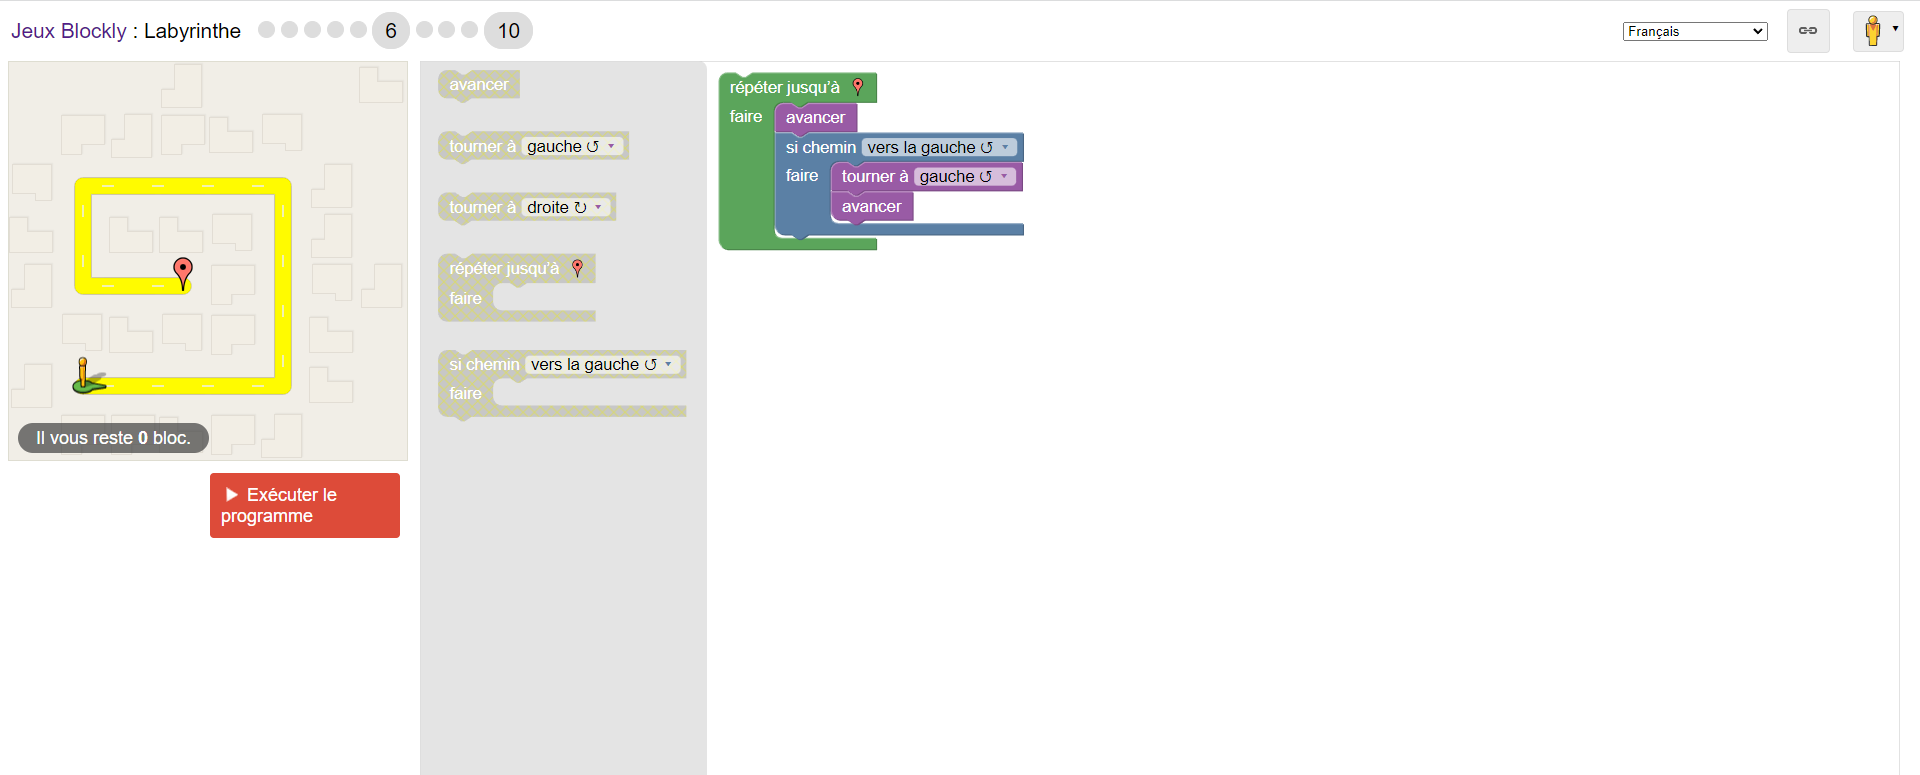 Jeux Blockly : Labyrinthe
6
10
Français
avancer
tourner à gauche ↺
tourner à droite ↻
répéter jusqu'à
faire
si chemin vers la gauche ↺
faire
répéter jusqu'à
faire
avancer
si chemin vers la gauche ↺
faire
tourner à gauche ↺
avancer
Il vous reste 0 bloc.
Exécuter le
programme